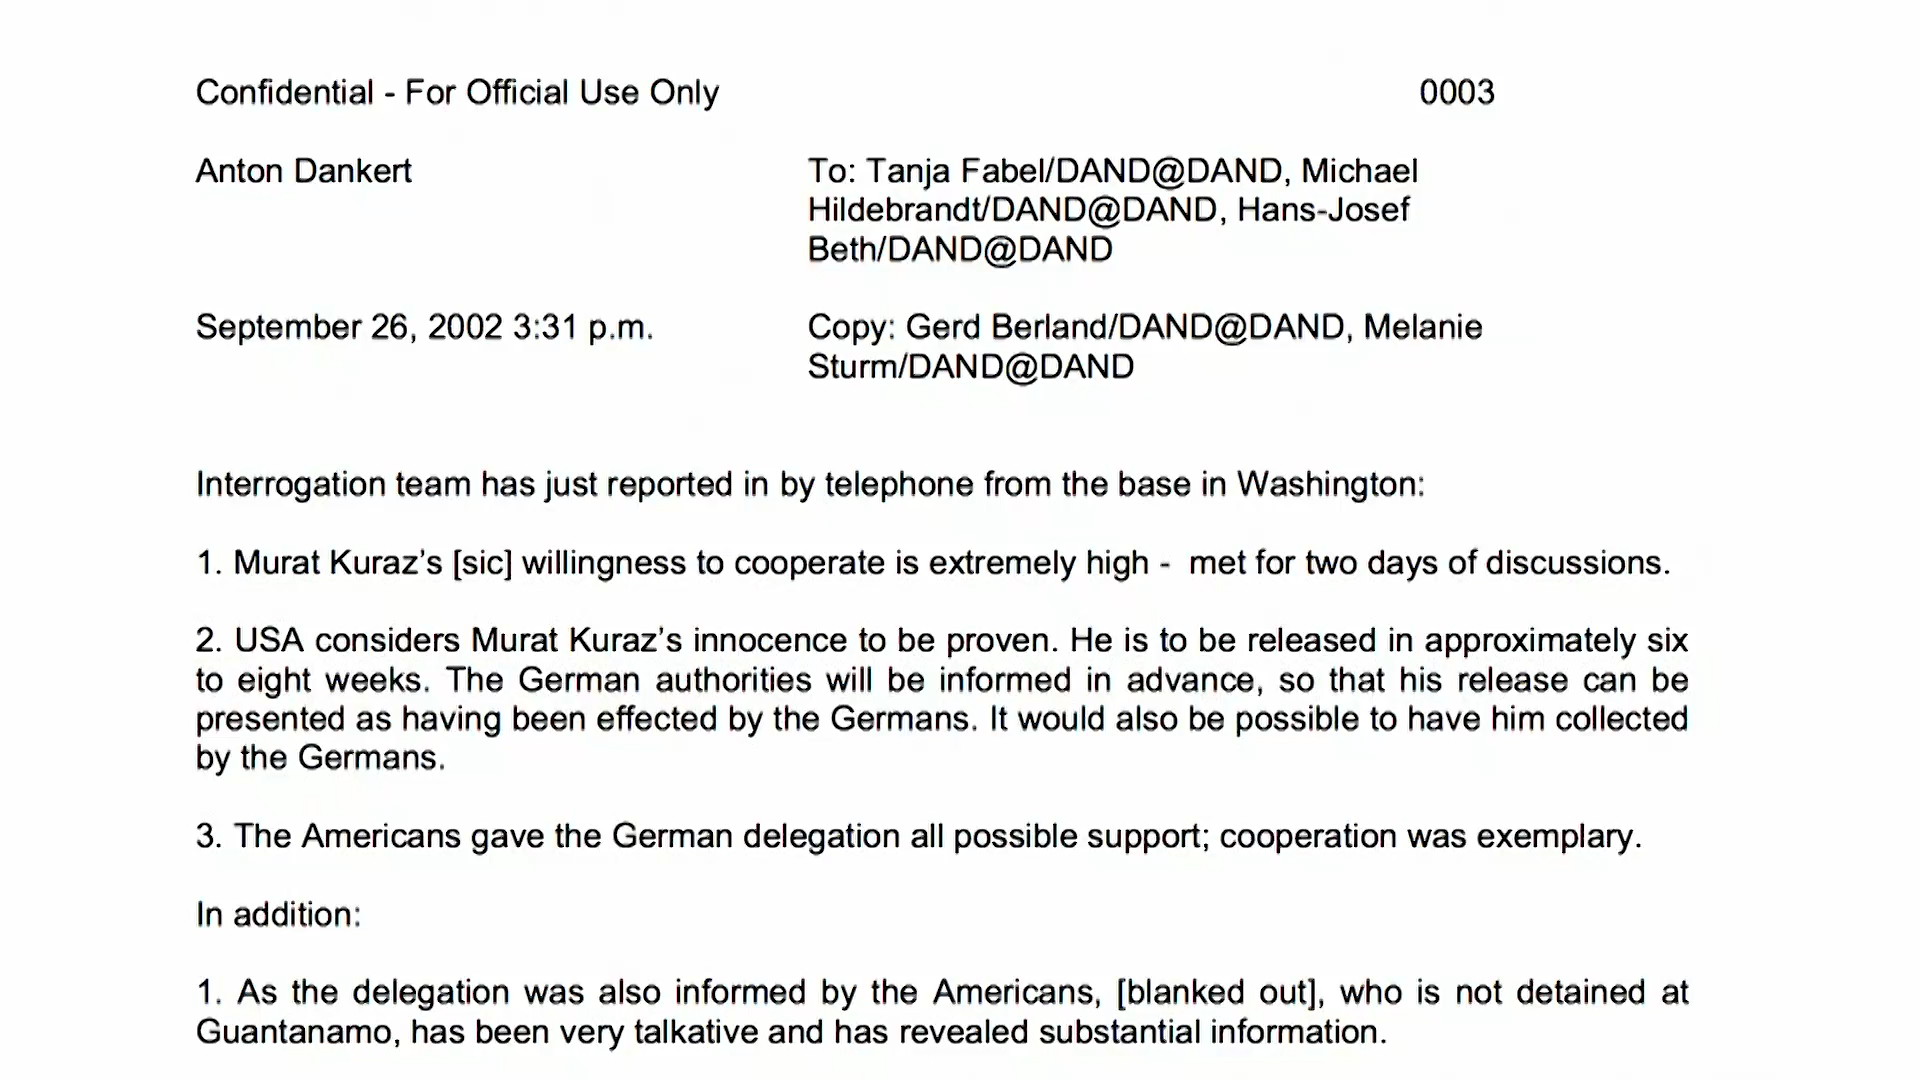 Confidential - For Official Use Only 0003
Anton Dankert
To: Tanja Fabel/DAND@DAND, Michael
Hildebrandt/DAND@DAND, Hans-Josef
Beth/DAND@DAND
September 26, 2002 3:31 p.m.
Copy: Gerd Berland/DAND@DAND, Melanie
Sturm/DAND@DAND
Interrogation team has just reported in by telephone from the base in Washington:
1. Murat Kuraz’s [sic] willingness to cooperate is extremely high - met for two days of discussions.
2. USA considers Murat Kuraz’s innocence to be proven. He is to be released in approximately six
to eight weeks. The German authorities will be informed in advance, so that his release can be
presented as having been effected by the Germans. It would also be possible to have him collected
by the Germans.
3. The Americans gave the German delegation all possible support; cooperation was exemplary.
In addition:
1. As the delegation was also informed by the Americans, [blanked out], who is not detained at
Guantanamo, has been very talkative and has revealed substantial information.